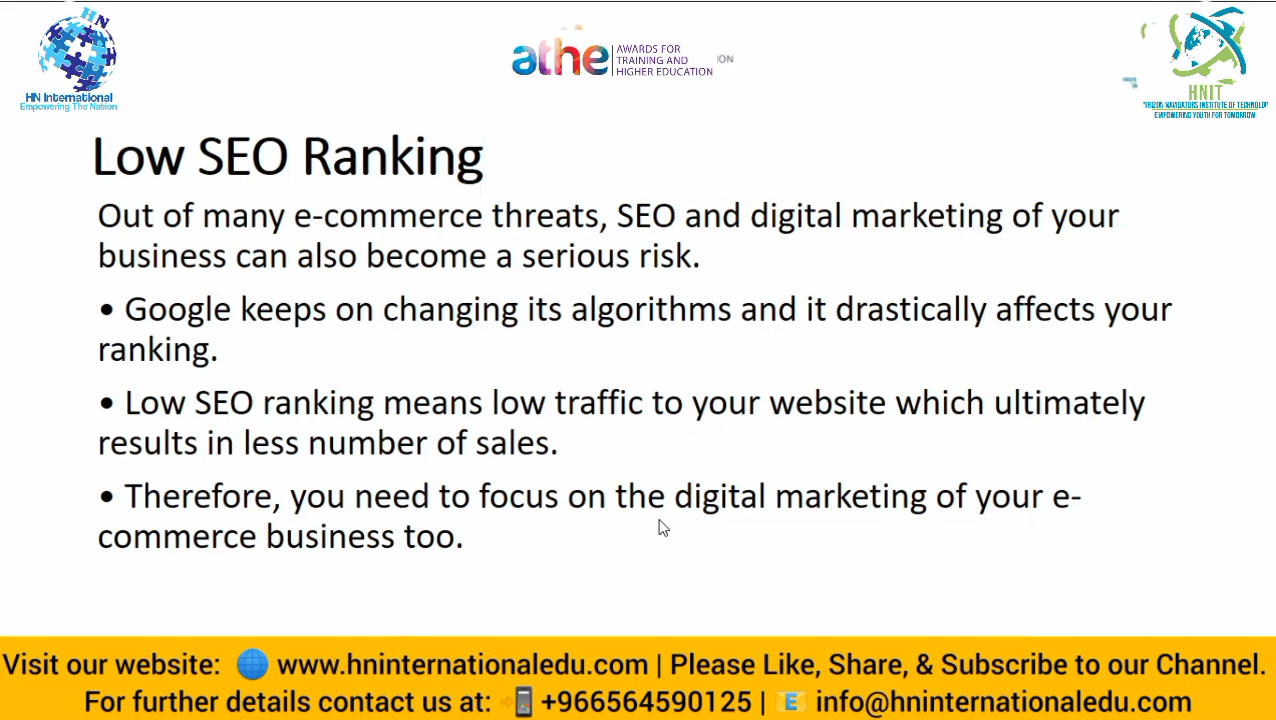 HN
HN International
Empowering The Nation
athe
AWARDS FOR
TRAINING AND
HIGHER EDUCATION
ION
HNIT
INSTITUTE OF TECHNOLOGY
EMPOWERING YOUTH FOR TOMORROW
Low SEO Ranking
Out of many e-commerce threats, SEO and digital marketing of your
business can also become a serious risk.
• Google keeps on changing its algorithms and it drastically affects your
ranking.
• Low SEO ranking means low traffic to your website which ultimately
results in less number of sales.
• Therefore, you need to focus on the digital marketing of your e-
commerce business too.
Visit our website: 🌐 www.hninternationaledu.com | Please Like, Share, & Subscribe to our Channel.
For further details contact us at: 📲 +966564590125 | 📧 info@hninternationaledu.com